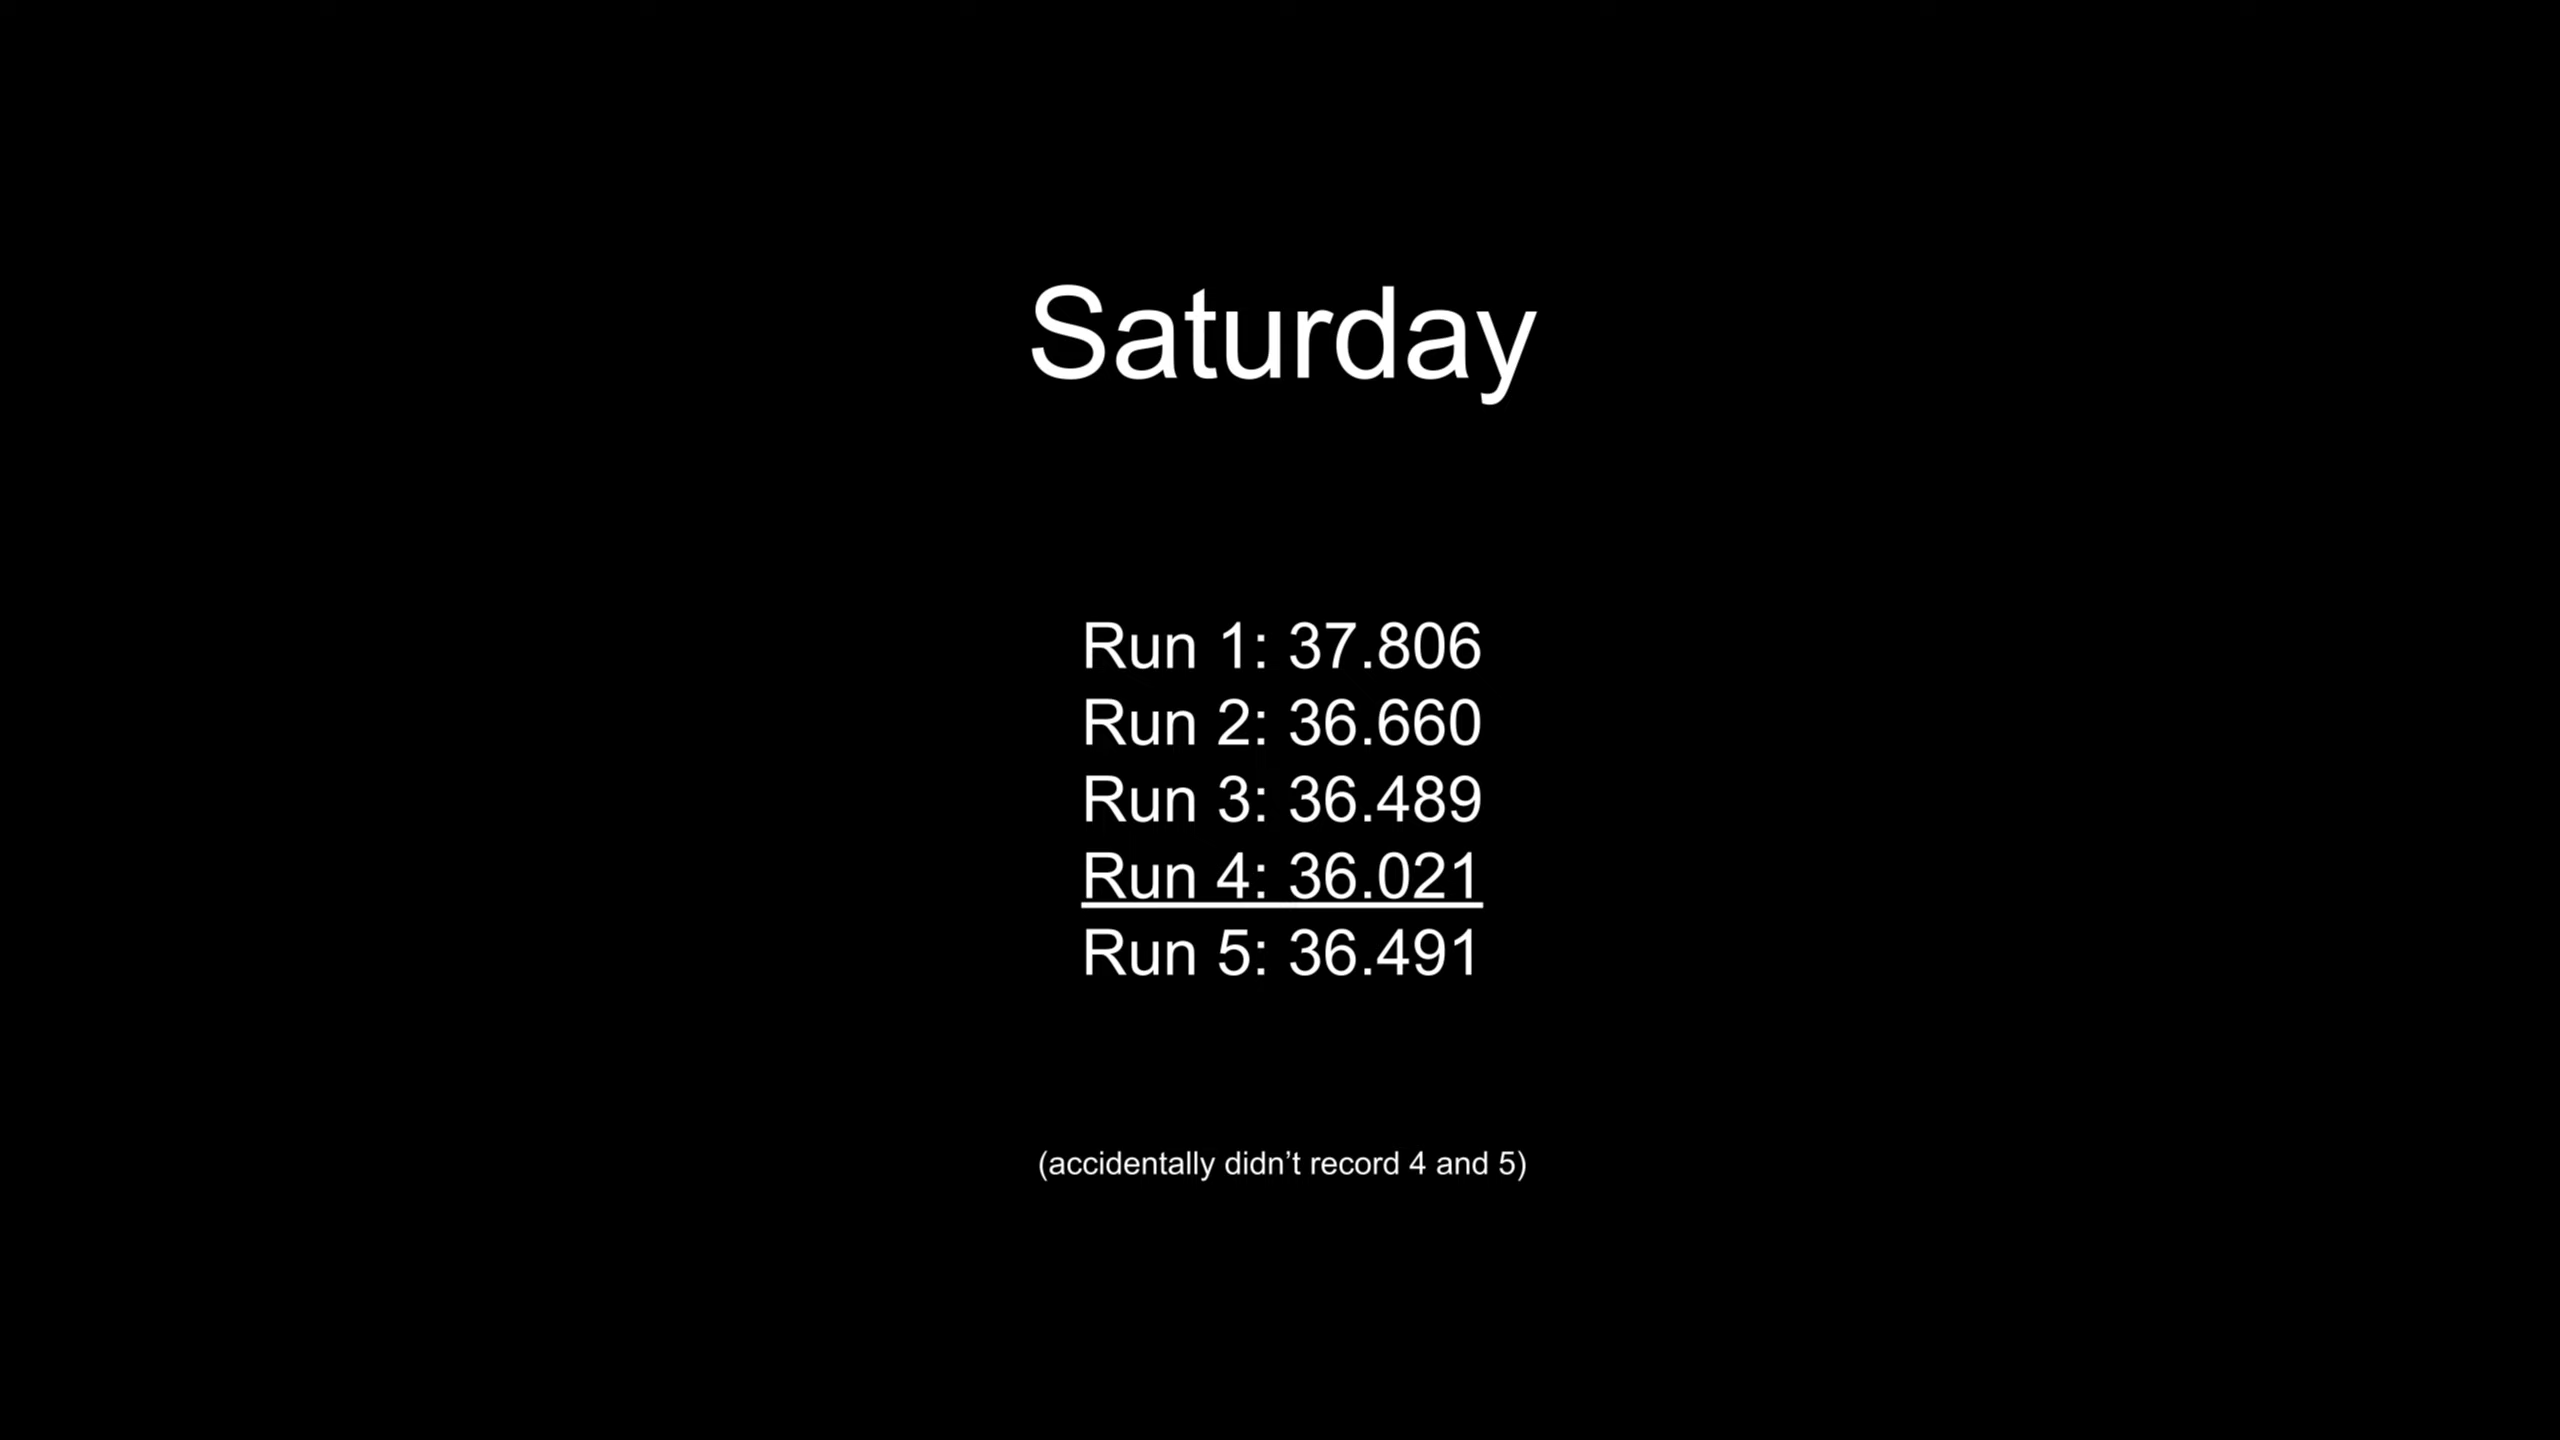 Saturday
Run 1: 37.806
Run 2: 36.660
Run 3: 36.489
Run 4: 36.021
Run 5: 36.491
(accidentally didn’t record 4 and 5)